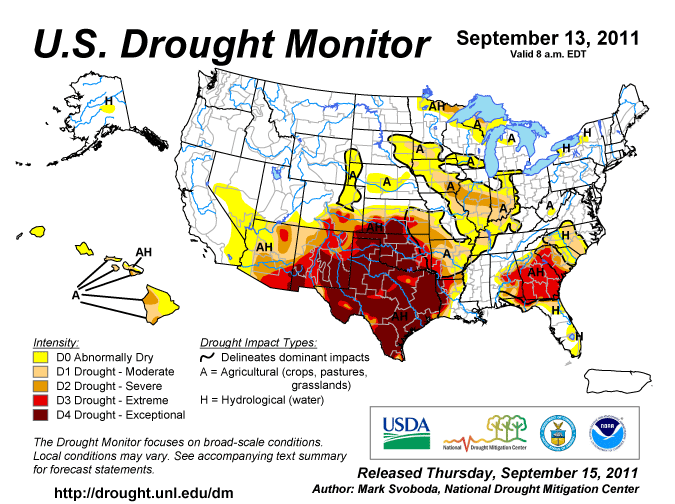 U.S. Drought Monitor
September 13, 2011
Valid 8 a.m. EDT
H
AH
A
A
H
H
A
A
A
A
A
A
A
H
AH
AH
A
AH
AH
H
AH
H
A
Intensity:
D0 Abnormally Dry
D1 Drought - Moderate
D2 Drought - Severe
D3 Drought - Extreme
D4 Drought - Exceptional
Drought Impact Types:
Delineates dominant impacts
A = Agricultural (crops, pastures,
grasslands)
H = Hydrological (water)
The Drought Monitor focuses on broad-scale conditions.
Local conditions may vary. See accompanying text summary
for forecast statements.
http://drought.unl.edu/dm
USDA
National Drought Mitigation Center
NOAA
Released Thursday, September 15, 2011
Author: Mark Svoboda, National Drought Mitigation Center